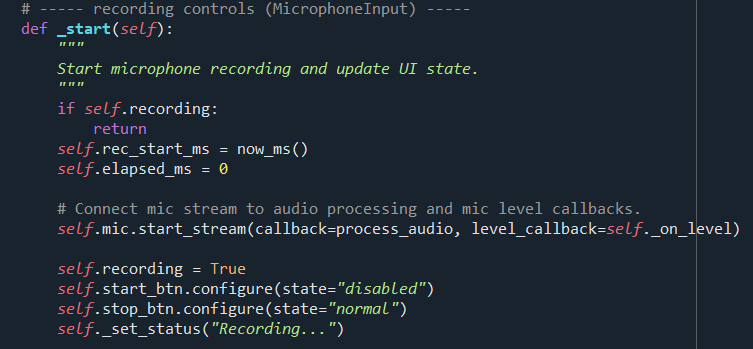 # ----- recording controls (MicrophoneInput) -----
def _start(self):
    """
    Start microphone recording and update UI state.
    """
    if self.recording:
        return
    self.rec_start_ms = now_ms()
    self.elapsed_ms = 0

    # Connect mic stream to audio processing and mic level callbacks.
    self.mic.start_stream(callback=process_audio, level_callback=self._on_level)

    self.recording = True
    self.start_btn.configure(state="disabled")
    self.stop_btn.configure(state="normal")
    self._set_status("Recording...")